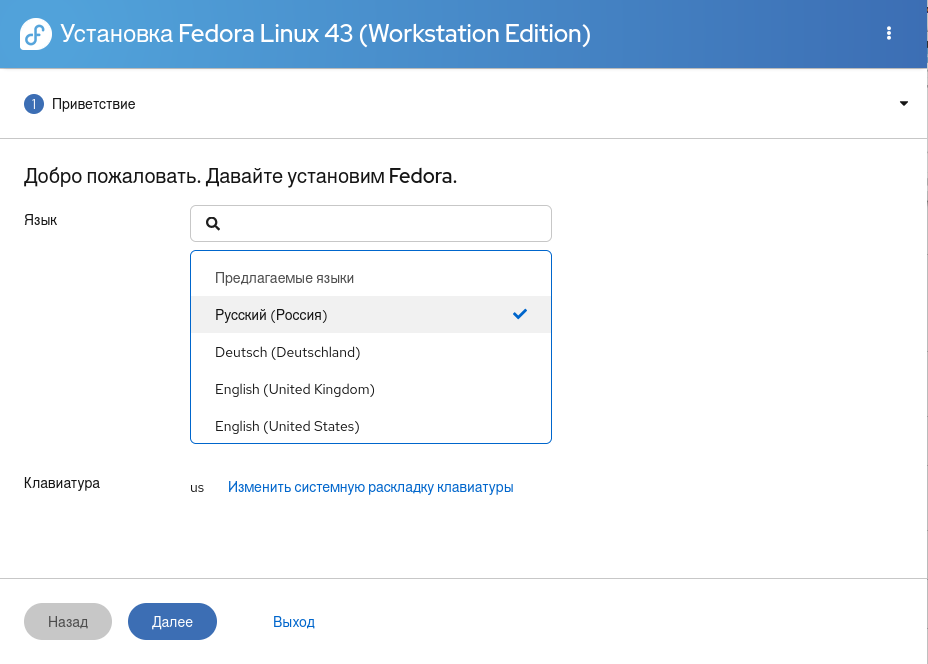 Установка Fedora Linux 43 (Workstation Edition)
1 Приветствие
Добро пожаловать. Давайте установим Fedora.
Язык
Предлагаемые языки
Русский (Россия)
Deutsch (Deutschland)
English (United Kingdom)
English (United States)
Клавиатура
us Изменить системную раскладку клавиатуры
Назад Далее Выход